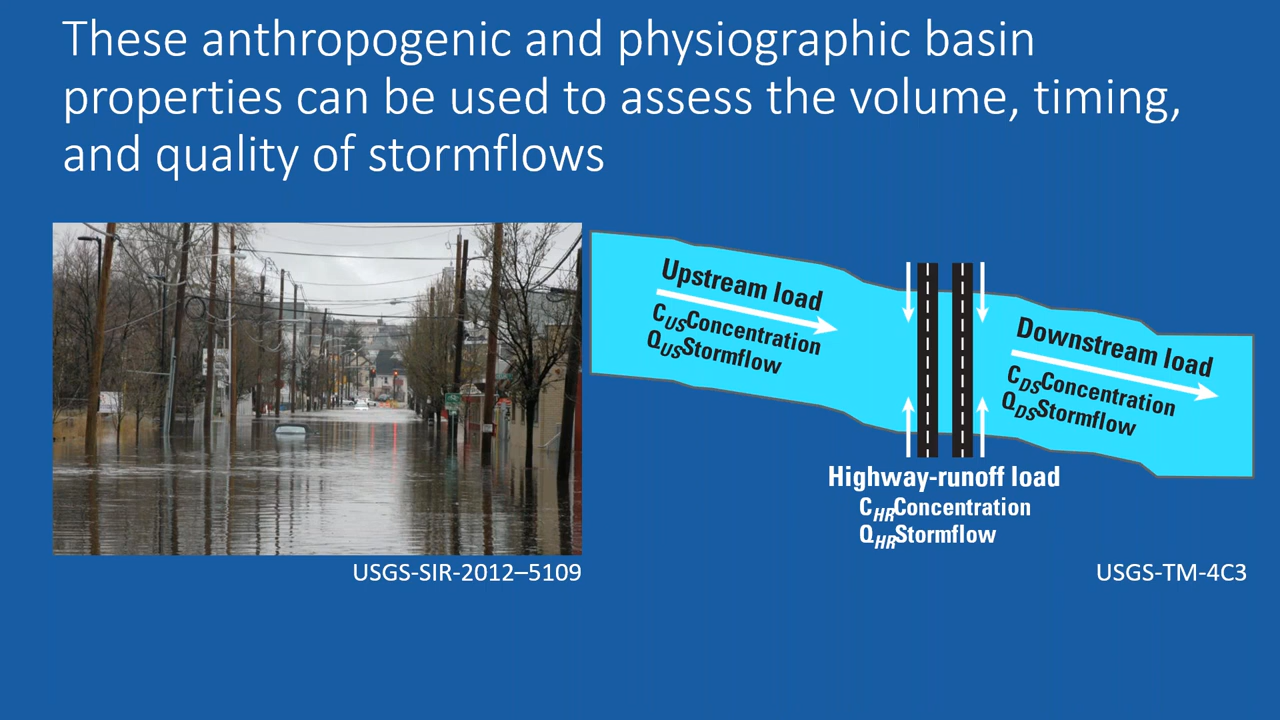 These anthropogenic and physiographic basin
properties can be used to assess the volume, timing,
and quality of stormflows
Upstream load
CUSConcentration
QUSStormflow
Downstream load
CDSConcentration
QDSStormflow
Highway-runoff load
CHRConcentration
QHRStormflow
USGS-SIR-2012–5109
USGS-TM-4C3